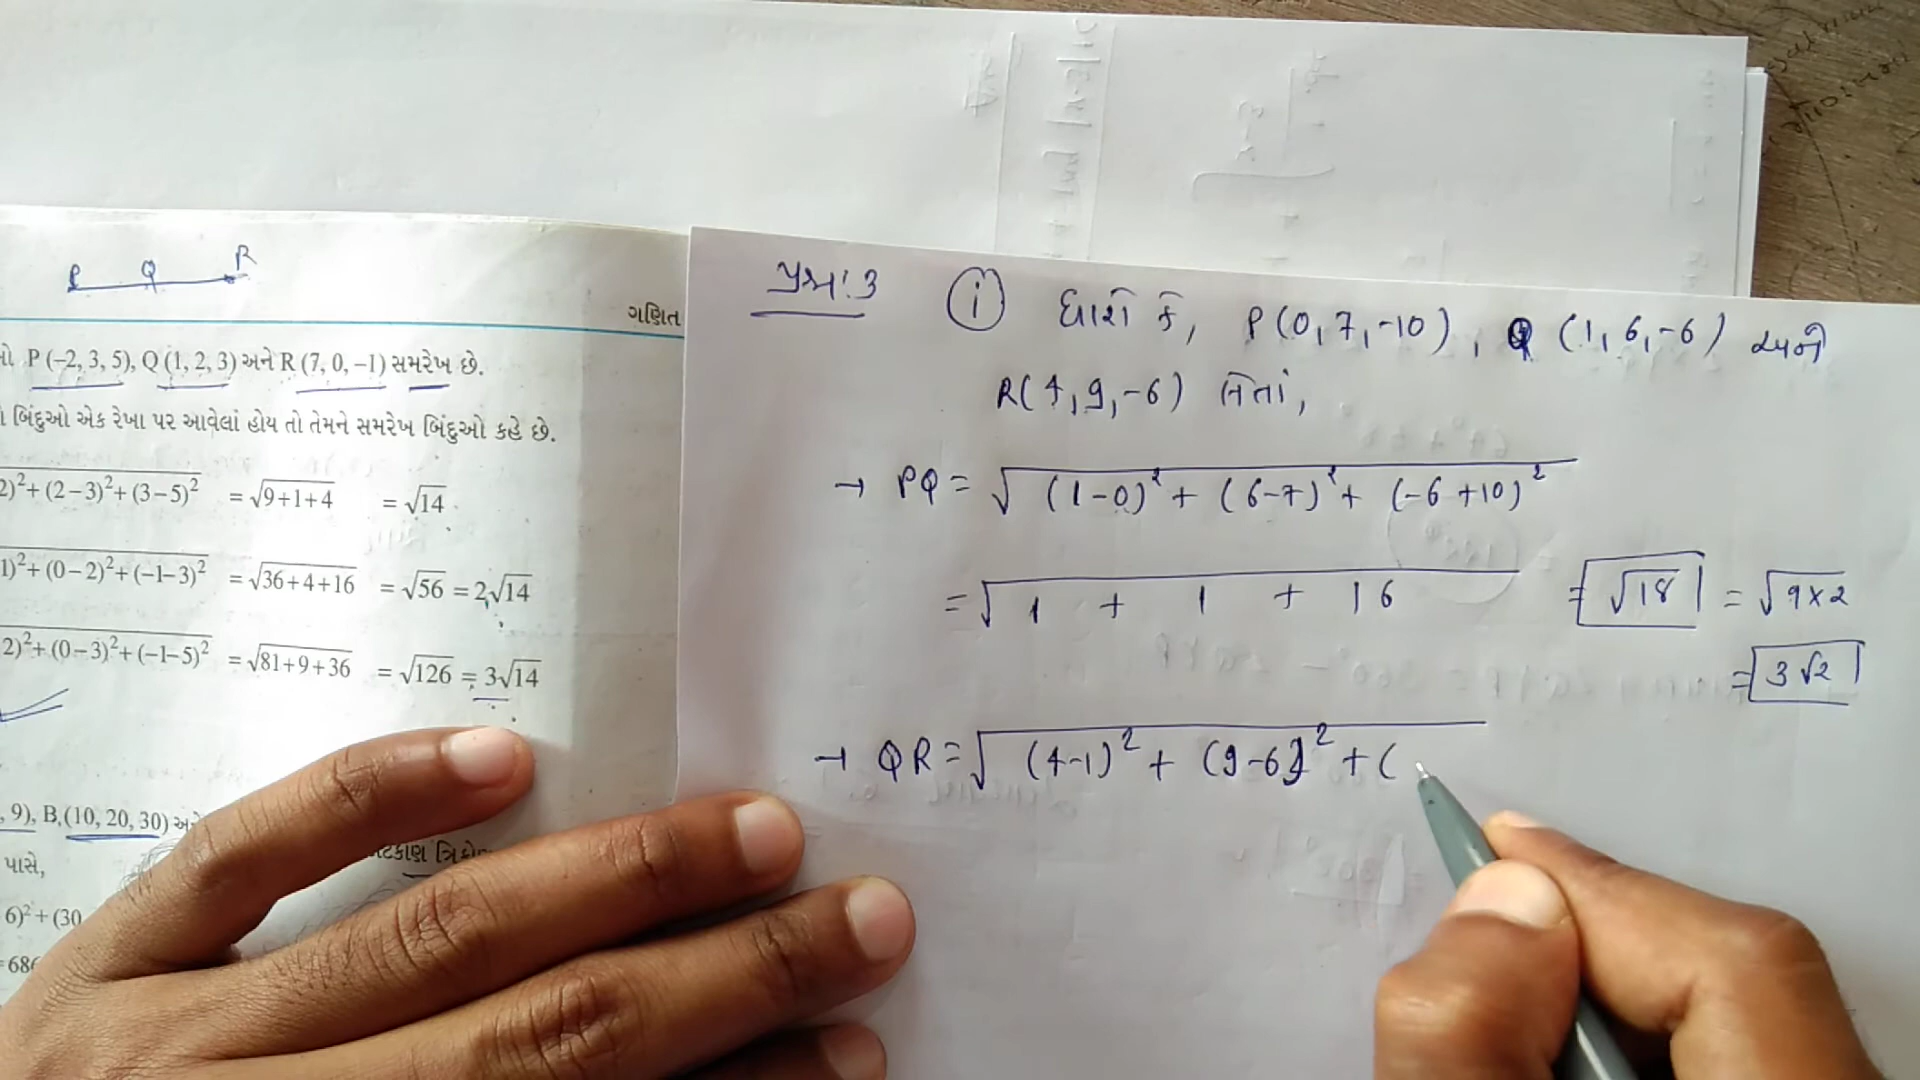 P Q R
ગણિત
P (–2, 3, 5), Q (1, 2, 3) અને R (7, 0, –1) સમરેખ છે.
બિંદુઓ એક રેખા પર આવેલાં હોય તો તેમને સમરેખ બિંદુઓ કહે છે.
2)²+(2–3)²+(3–5)² = √9+1+4 = √14
1)²+(0–2)²+(–1–3)² = √36+4+16 = √56 = 2√14
2)²+(0–3)²+(–1–5)² = √81+9+36 = √126 = 3√14
, 9), B,(10, 20, 30)
પાસે,
6)²+(30
=686
પ્રશ્ન:3 (i) ધારો કે, P(0,7,-10), Q (1,6,-6) અને
R(4,9,-6) લેતાં,
→ PQ = √(1-0)² + (6-7)² + (-6+10)²
= √1 + 1 + 16 = √18 = √9×2
= 3√2
→ QR = √(4-1)² + (9-6)² + (